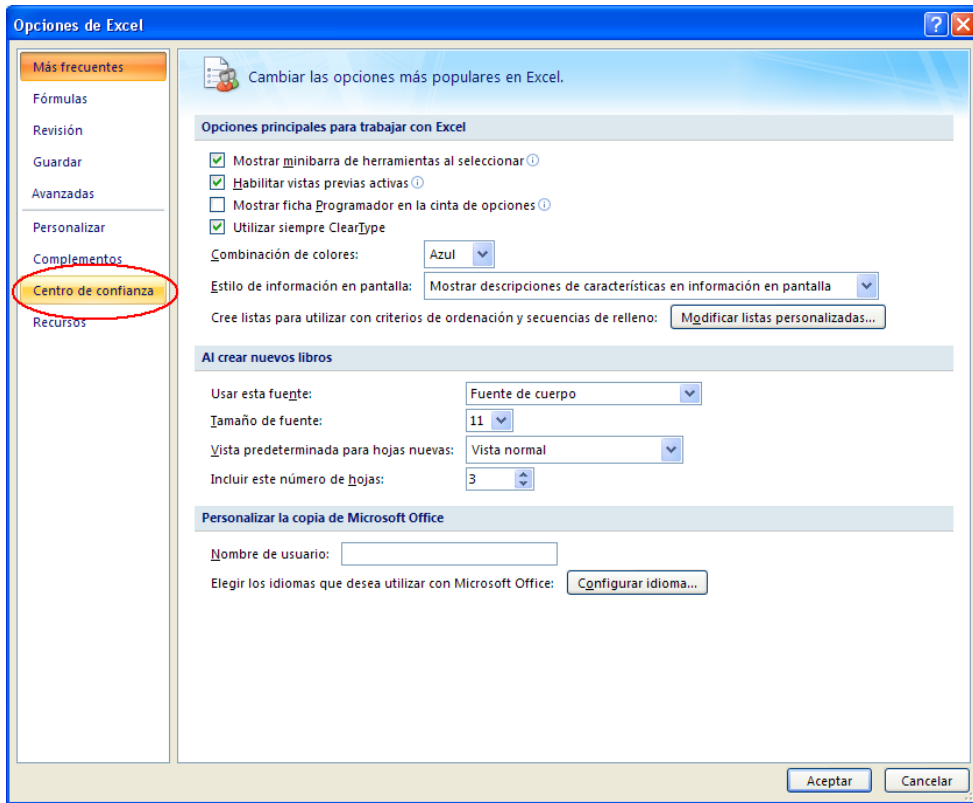 Opciones de Excel
Más frecuentes
Fórmulas
Revisión
Guardar
Avanzadas
Personalizar
Complementos
Centro de confianza
Recursos
Cambiar las opciones más populares en Excel.
Opciones principales para trabajar con Excel
Mostrar minibarra de herramientas al seleccionar
Habilitar vistas previas activas
Mostrar ficha Programador en la cinta de opciones
Utilizar siempre ClearType
Combinación de colores: Azul
Estilo de información en pantalla: Mostrar descripciones de características en información en pantalla
Cree listas para utilizar con criterios de ordenación y secuencias de relleno: Modificar listas personalizadas...
Al crear nuevos libros
Usar esta fuente: Fuente de cuerpo
Tamaño de fuente: 11
Vista predeterminada para hojas nuevas: Vista normal
Incluir este número de hojas: 3
Personalizar la copia de Microsoft Office
Nombre de usuario:
Elegir los idiomas que desea utilizar con Microsoft Office: Configurar idioma...
Aceptar Cancelar